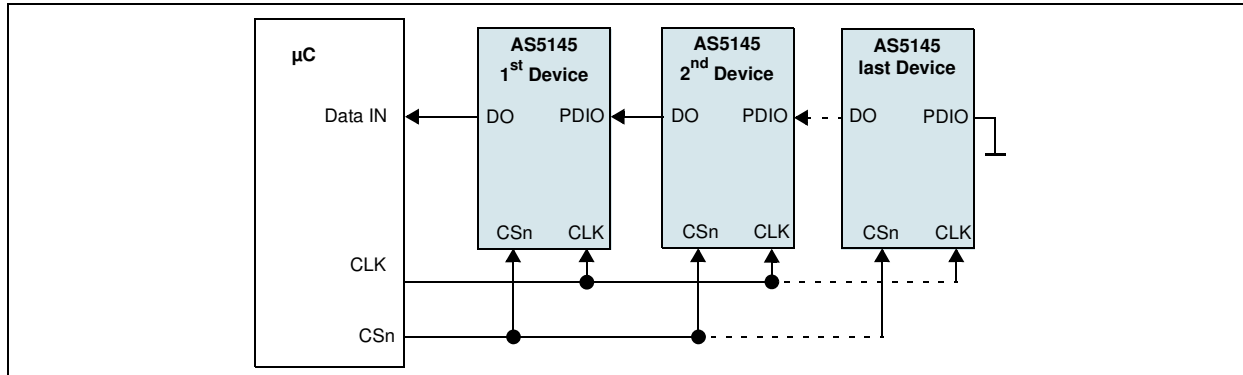 µC
Data IN
CLK
CSn
AS5145
1st Device
DO PDIO
CSn CLK
AS5145
2nd Device
DO PDIO
CSn CLK
AS5145
last Device
DO PDIO
CSn CLK